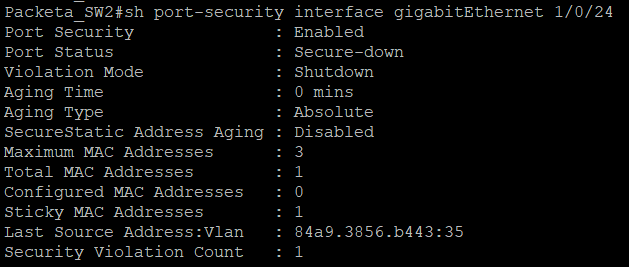 Packeta_SW2#sh port-security interface gigabitEthernet 1/0/24
Port Security              : Enabled
Port Status                : Secure-down
Violation Mode             : Shutdown
Aging Time                 : 0 mins
Aging Type                 : Absolute
SecureStatic Address Aging : Disabled
Maximum MAC Addresses      : 3
Total MAC Addresses        : 1
Configured MAC Addresses   : 0
Sticky MAC Addresses       : 1
Last Source Address:Vlan   : 84a9.3856.b443:35
Security Violation Count   : 1